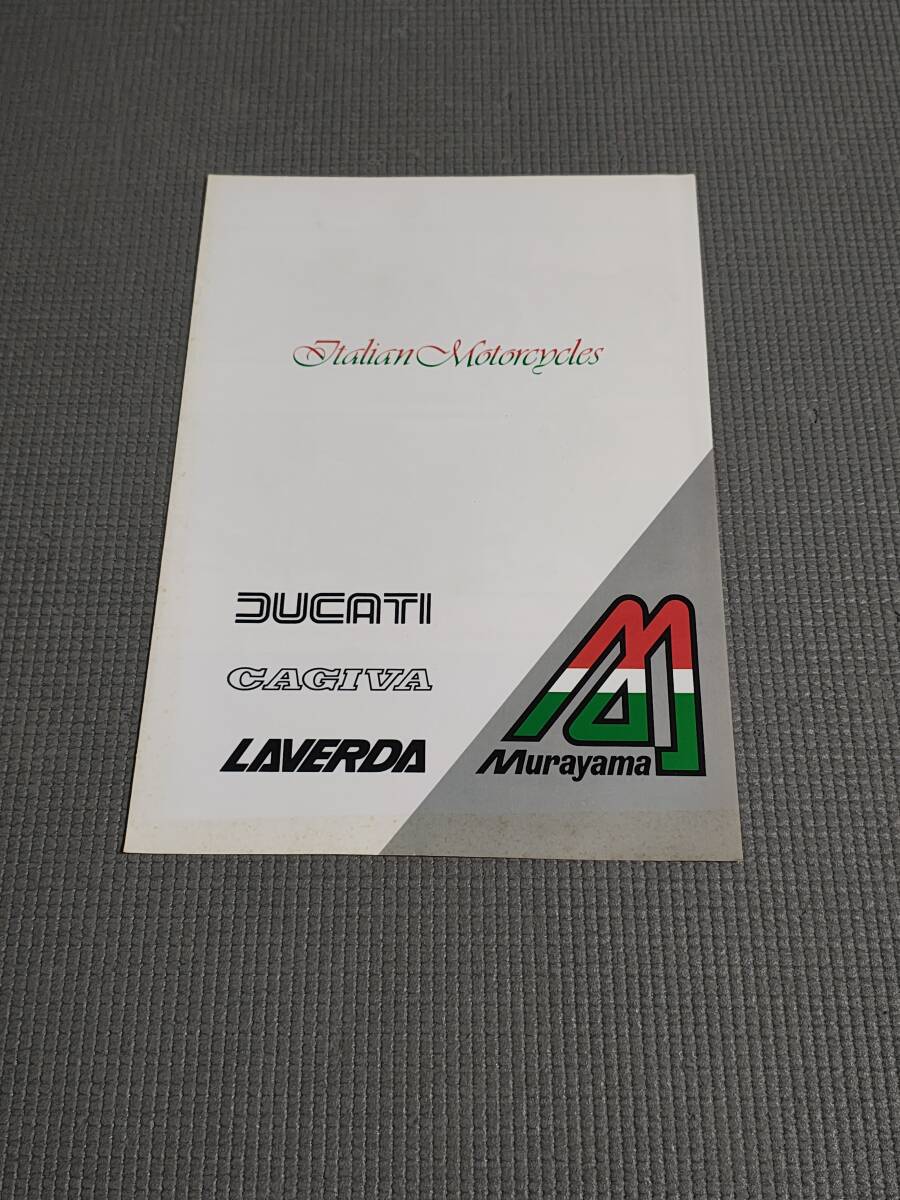 Italian Motorcycles
DUCATI
CAGIVA
LAVERDA
Murayama